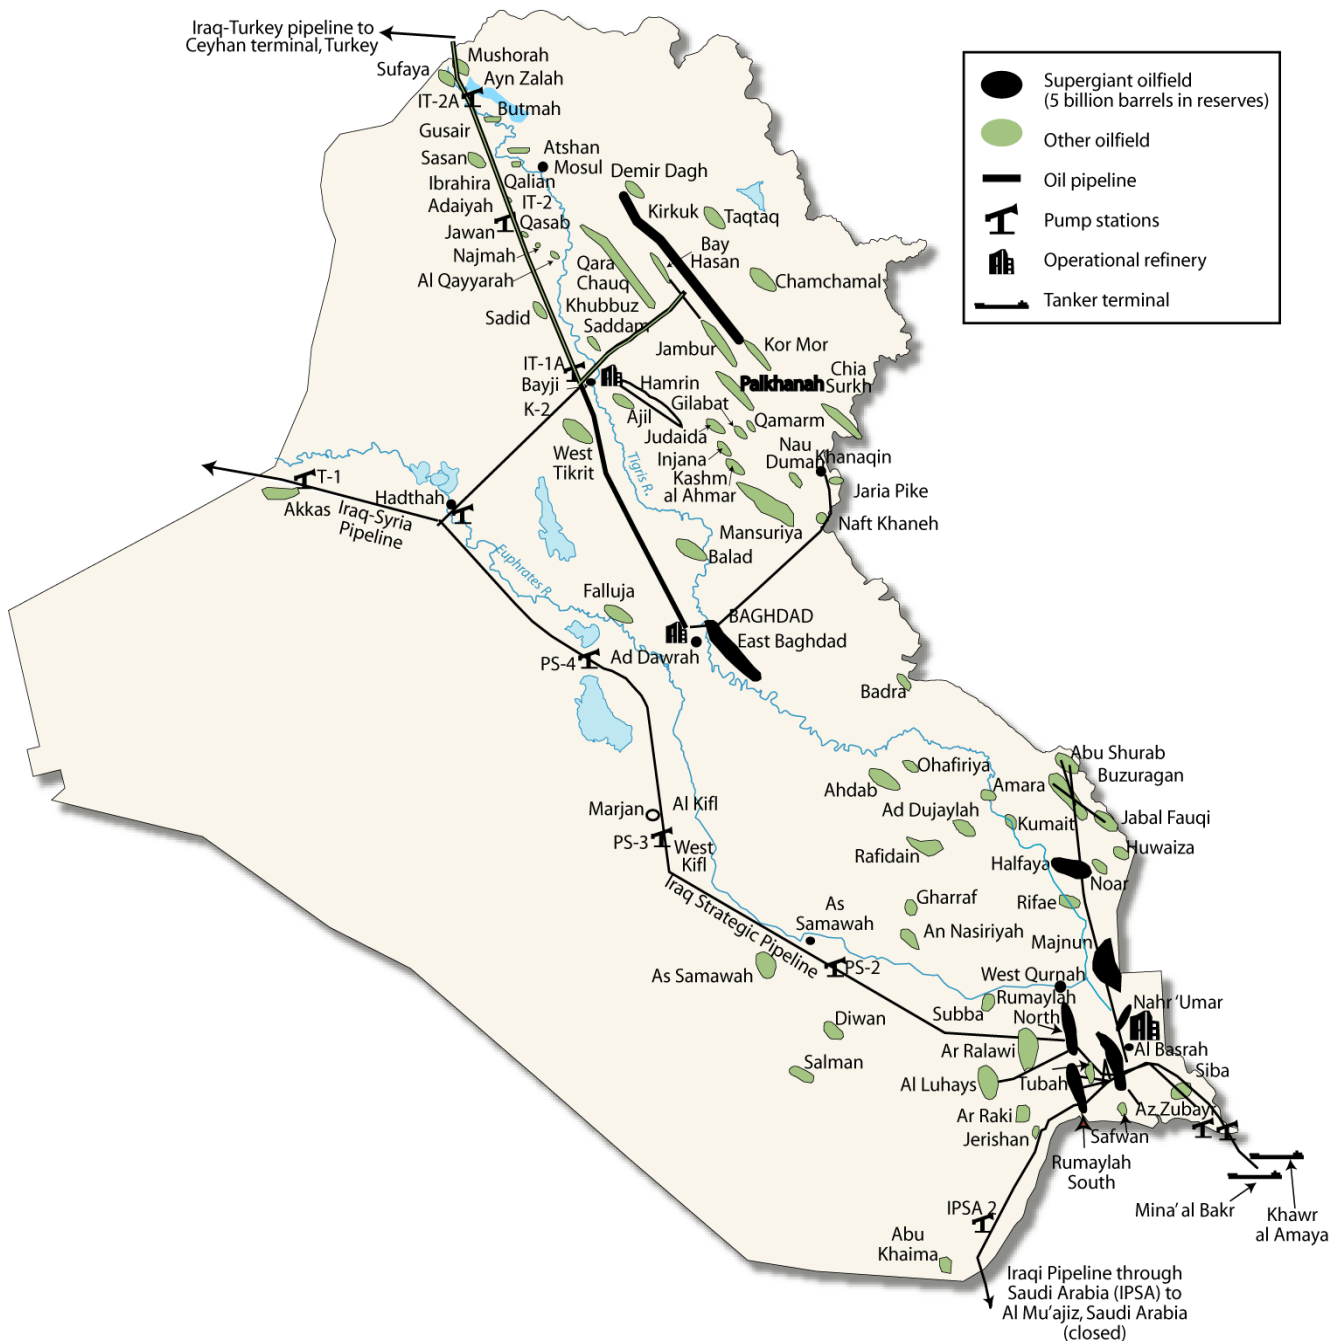 Iraq-Turkey pipeline to
Ceyhan terminal, Turkey
Supergiant oilfield
(5 billion barrels in reserves)
Other oilfield
Oil pipeline
Pump stations
Operational refinery
Tanker terminal
Mushorah
Sufaya
Ayn Zalah
IT-2A
Butmah
Gusair
Atshan
Sasan
Mosul
Demir Dagh
Ibrahira
Qalian
Adaiyah
IT-2
Kirkuk
Taqtaq
Jawan
Qasab
Najmah
Bay
Hasan
Al Qayyarah
Qara
Chauq
Chamchamal
Khubbuz
Sadid
Saddam
Jambur
Kor Mor
IT-1A
Bayji
Hamrin
Palkhanah
Chia
Surkh
K-2
Ajil
Gilabat
Qamarm
Judaida
West
Tikrit
Injana
Nau
Dumah
Khanaqin
Kashm
al Ahmar
Tigris R.
T-1
Hadthah
Jaria Pike
Akkas
Iraq-Syria
Pipeline
Mansuriya
Naft Khaneh
Balad
Euphrates R.
Falluja
BAGHDAD
East Baghdad
Ad Dawrah
PS-4
Badra
Abu Shurab
Ohafiriya
Buzuragan
Ahdab
Amara
Marjan
Al Kifl
Ad Dujaylah
Kumait
Jabal Fauqi
PS-3
West
Kifl
Rafidain
Huwaiza
Halfaya
Noar
Iraq Strategic Pipeline
As
Samawah
Gharraf
Rifae
An Nasiriyah
Majnun
As Samawah
PS-2
West Qurnah
Rumaylah
North
Nahr 'Umar
Subba
Diwan
Ar Ralawi
Al Basrah
Salman
Al Luhays
Tubah
Siba
Ar Raki
Az Zubayr
Jerishan
Safwan
Rumaylah
South
IPSA 2
Mina' al Bakr
Khawr
al Amaya
Abu
Khaima
Iraqi Pipeline through
Saudi Arabia (IPSA) to
Al Mu'ajiz, Saudi Arabia
(closed)